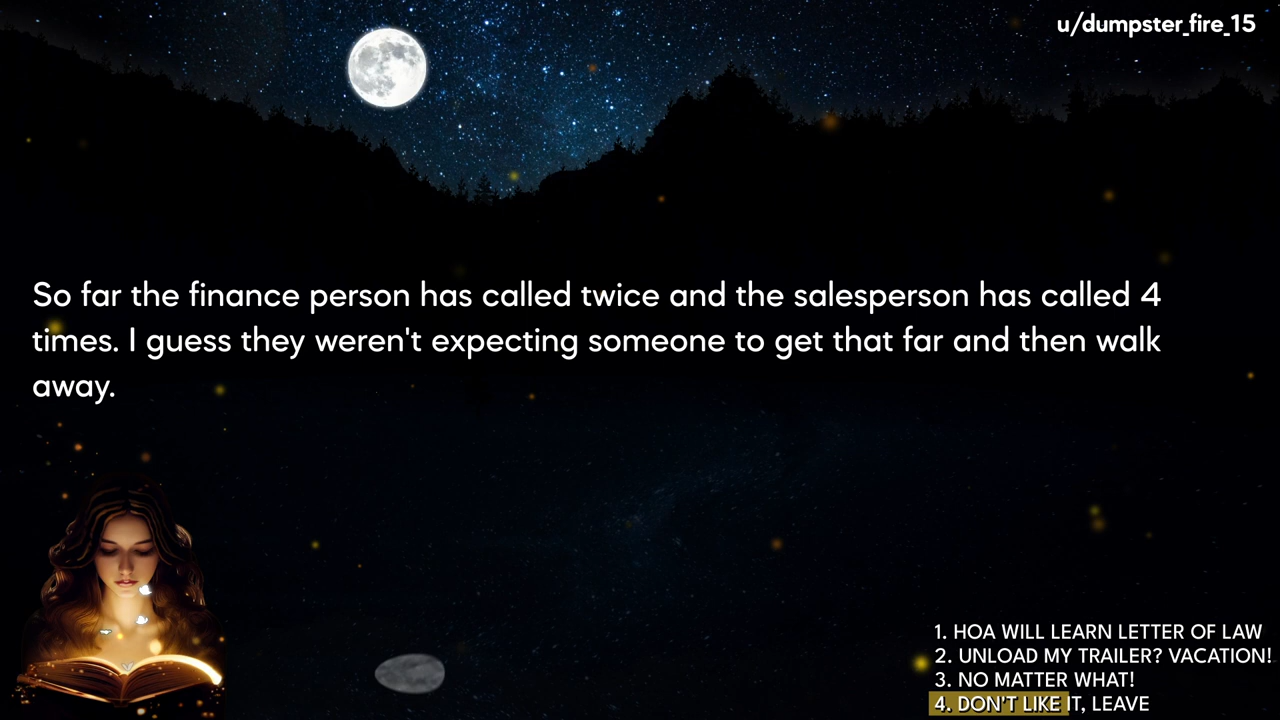 u/dumpster_fire_15
So far the finance person has called twice and the salesperson has called 4
times. I guess they weren't expecting someone to get that far and then walk
away.
1. HOA WILL LEARN LETTER OF LAW
2. UNLOAD MY TRAILER? VACATION!
3. NO MATTER WHAT!
4. DON'T LIKE IT, LEAVE